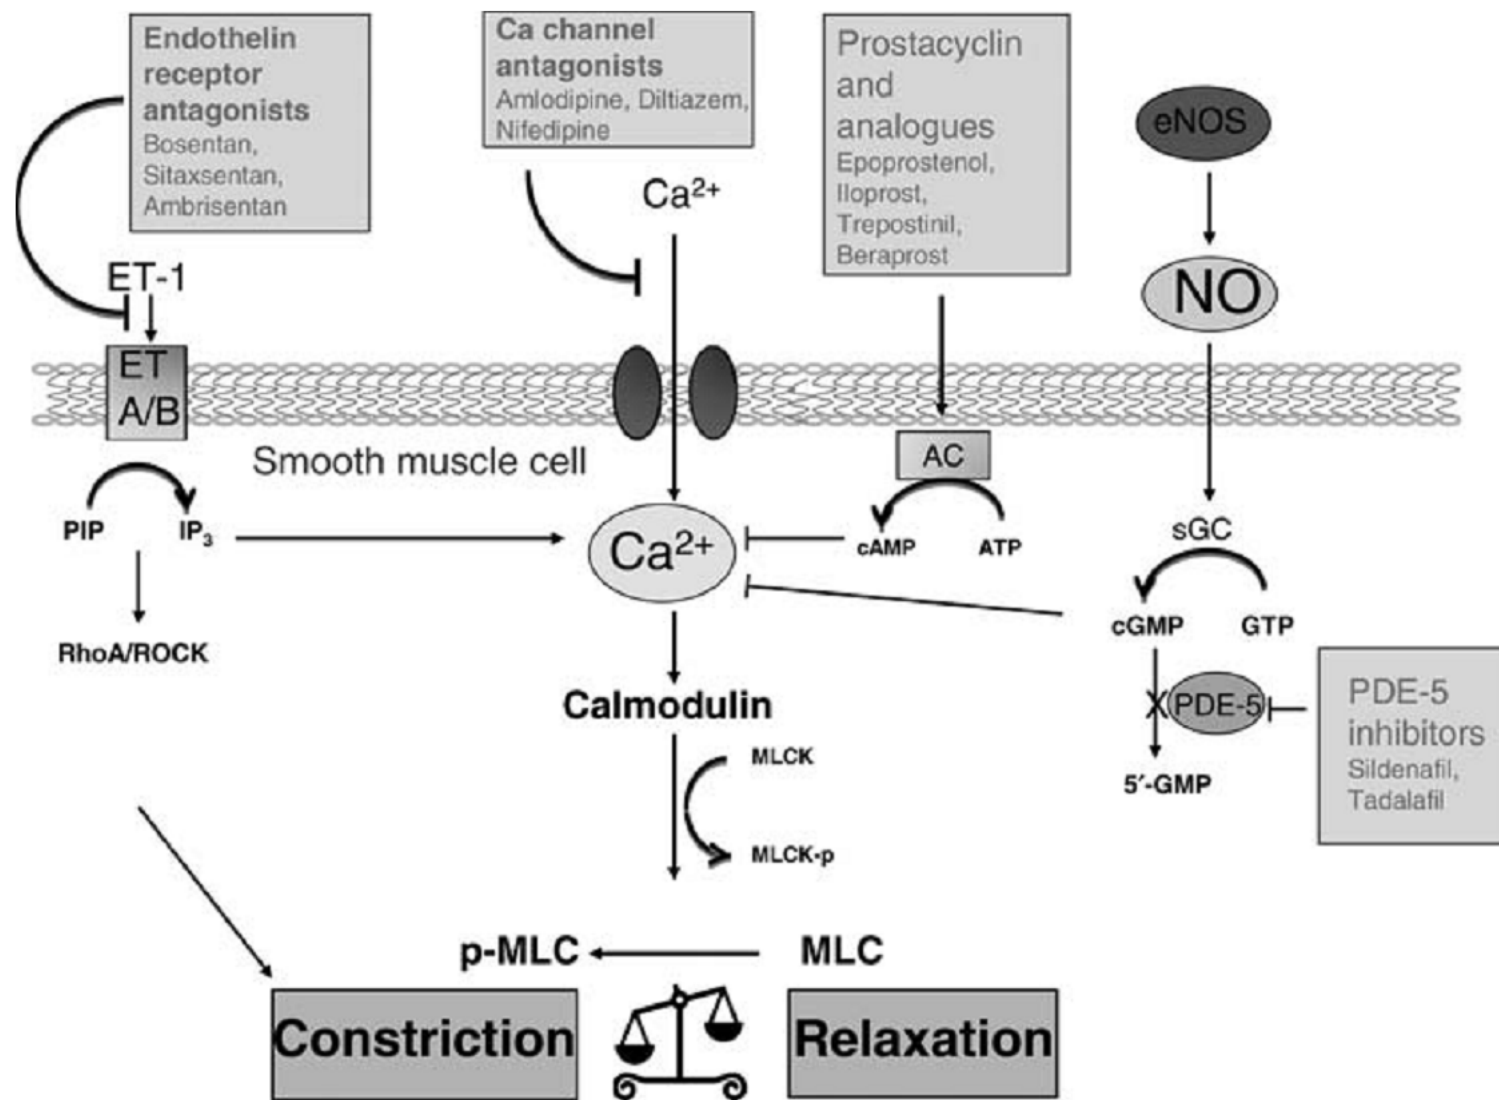 Endothelin
receptor
antagonists
Bosentan,
Sitaxsentan,
Ambrisentan
Ca channel
antagonists
Amlodipine, Diltiazem,
Nifedipine
Prostacyclin
and
analogues
Epoprostenol,
Iloprost,
Trepostinil,
Beraprost
eNOS
Ca²⁺
NO
ET-1
ET
A/B
Smooth muscle cell
AC
PIP
IP₃
Ca²⁺
cAMP
ATP
sGC
cGMP
GTP
RhoA/ROCK
Calmodulin
X
PDE-5
PDE-5
inhibitors
Sildenafil,
Tadalafil
MLCK
5′-GMP
MLCK-p
p-MLC
MLC
Constriction
Relaxation